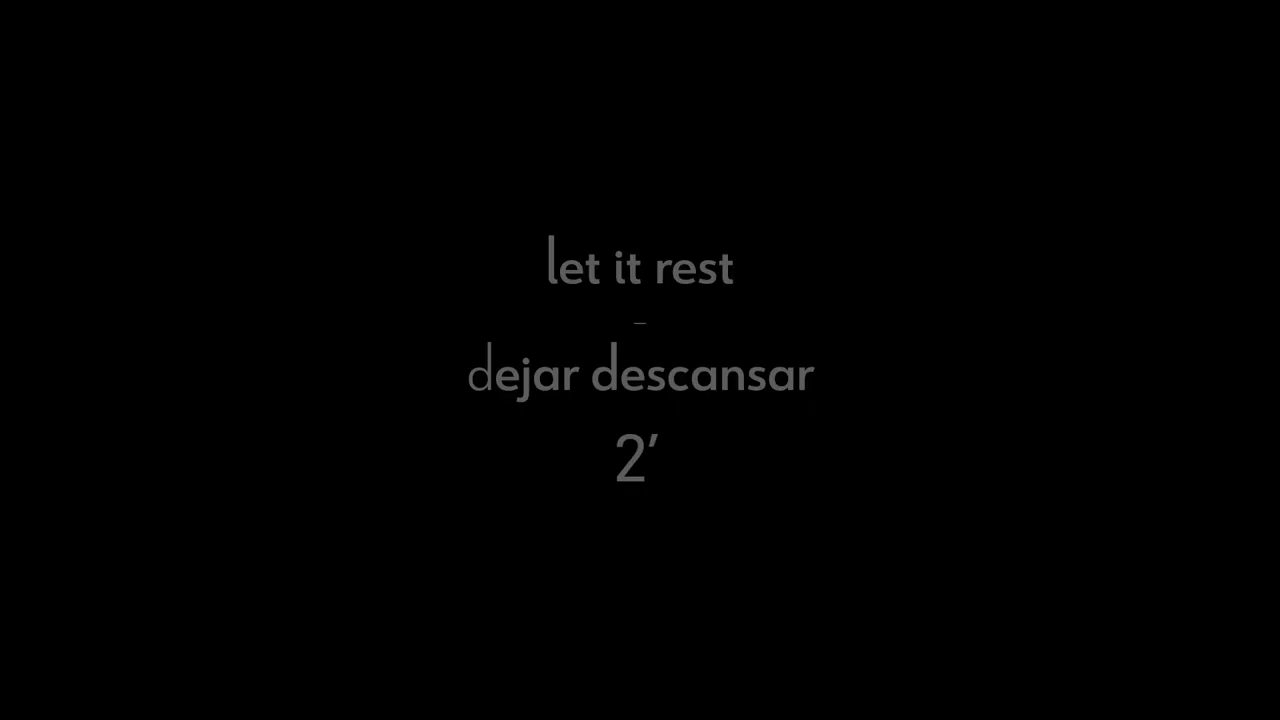 let it rest
–
dejar descansar
2’